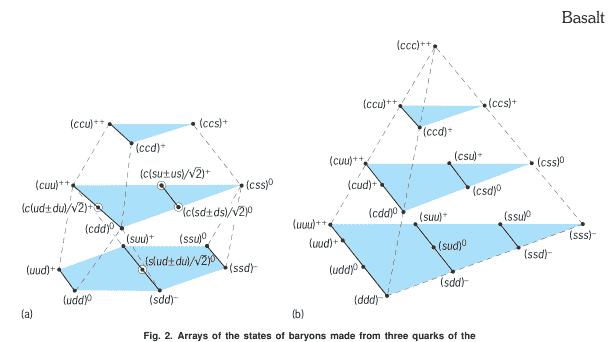 Basalt
(ccc)⁺⁺
(ccu)⁺⁺ (ccs)⁺
(ccd)⁺
(cuu)⁺⁺ (c(su±us)/√2)⁺ (css)⁰
(c(ud±du)/√2)⁺ (c(sd±ds)/√2)⁰
(cdd)⁰
(suu)⁺ (ssu)⁰
(uud)⁺ (s(ud±du)/√2)⁰ (ssd)⁻
(udd)⁰ (sdd)⁻
(a)
(ccu)⁺⁺ (ccs)⁺
(ccd)⁺
(cuu)⁺⁺ (csu)⁺ (css)⁰
(cud)⁺ (csd)⁰
(cdd)⁰
(uuu)⁺⁺ (suu)⁺ (ssu)⁰ (sss)⁻
(uud)⁺ (sud)⁰ (ssd)⁻
(udd)⁰ (sdd)⁻
(ddd)⁻
(b)
Fig. 2. Arrays of the states of baryons made from three quarks of the